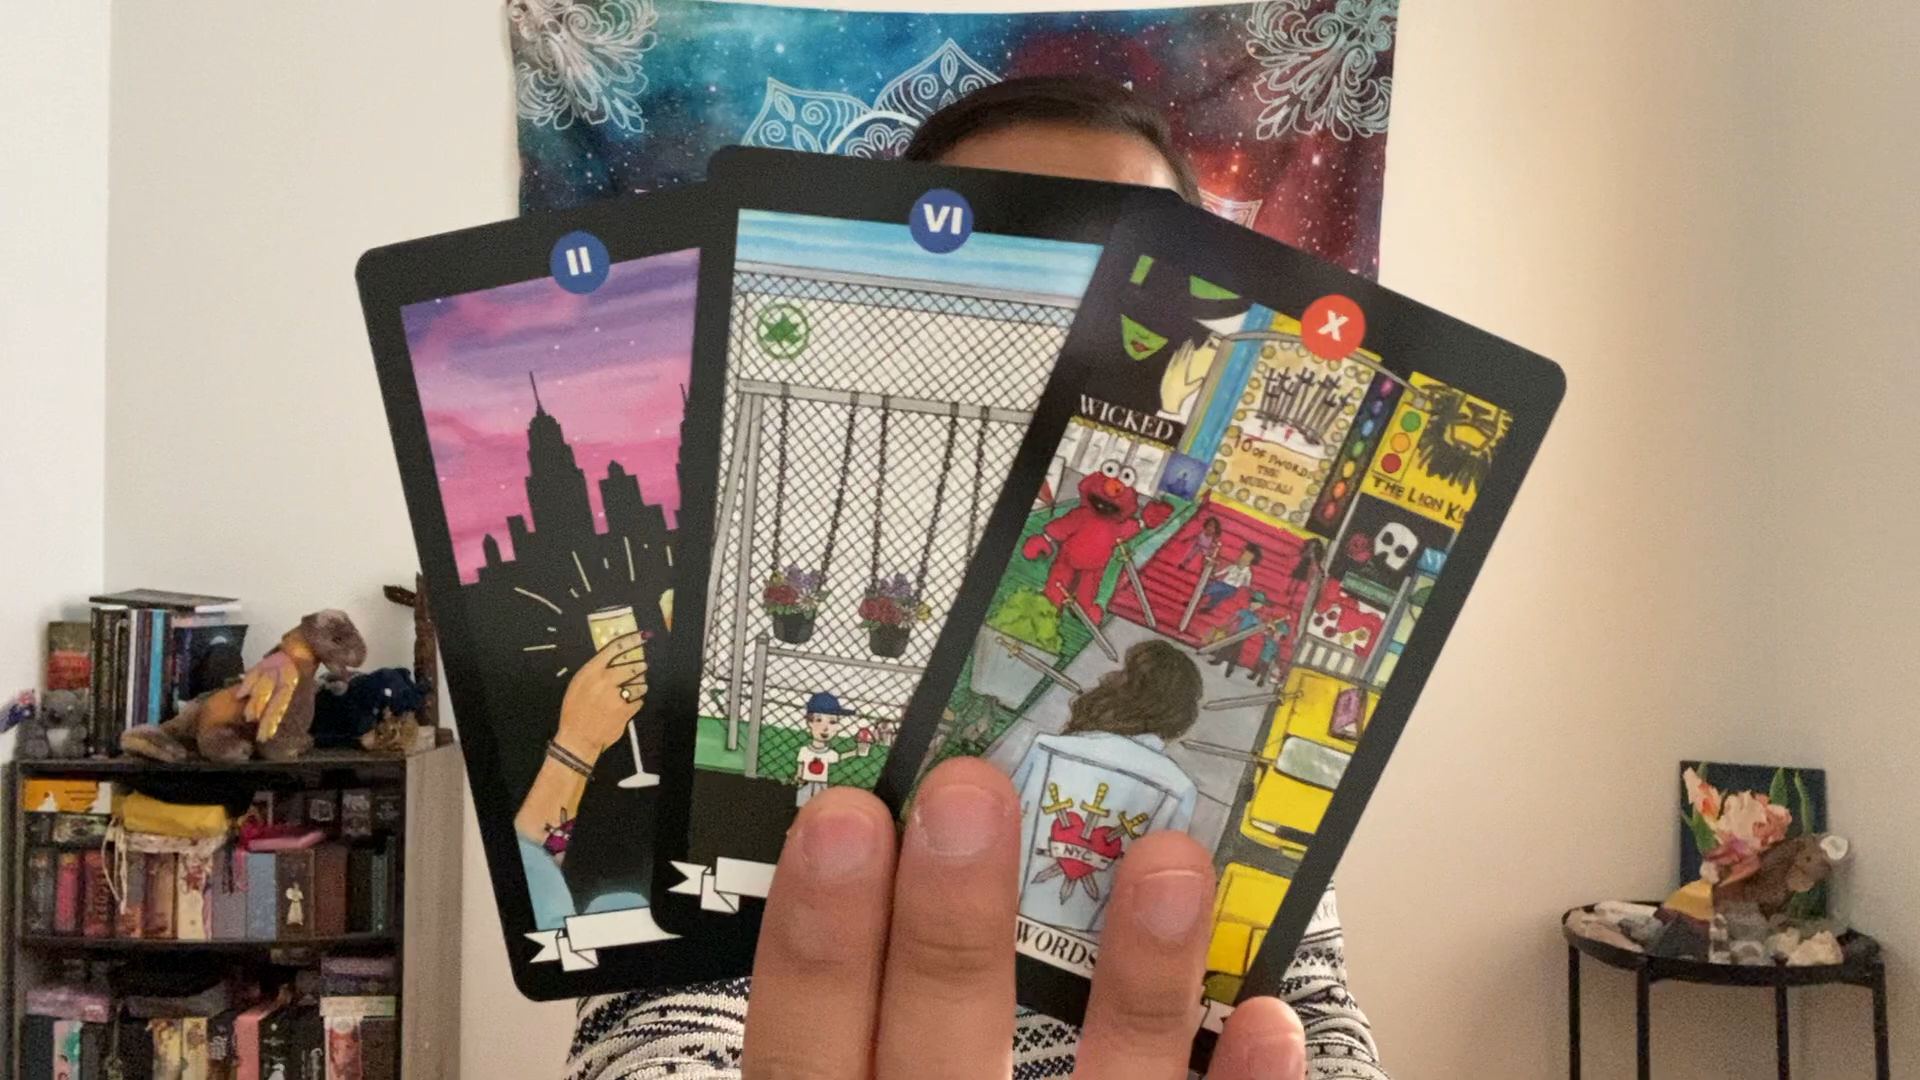 II
VI
X
WICKED
10 OF SWORDS
THE
MUSICAL!
THE LION KI
NYC
WORDS